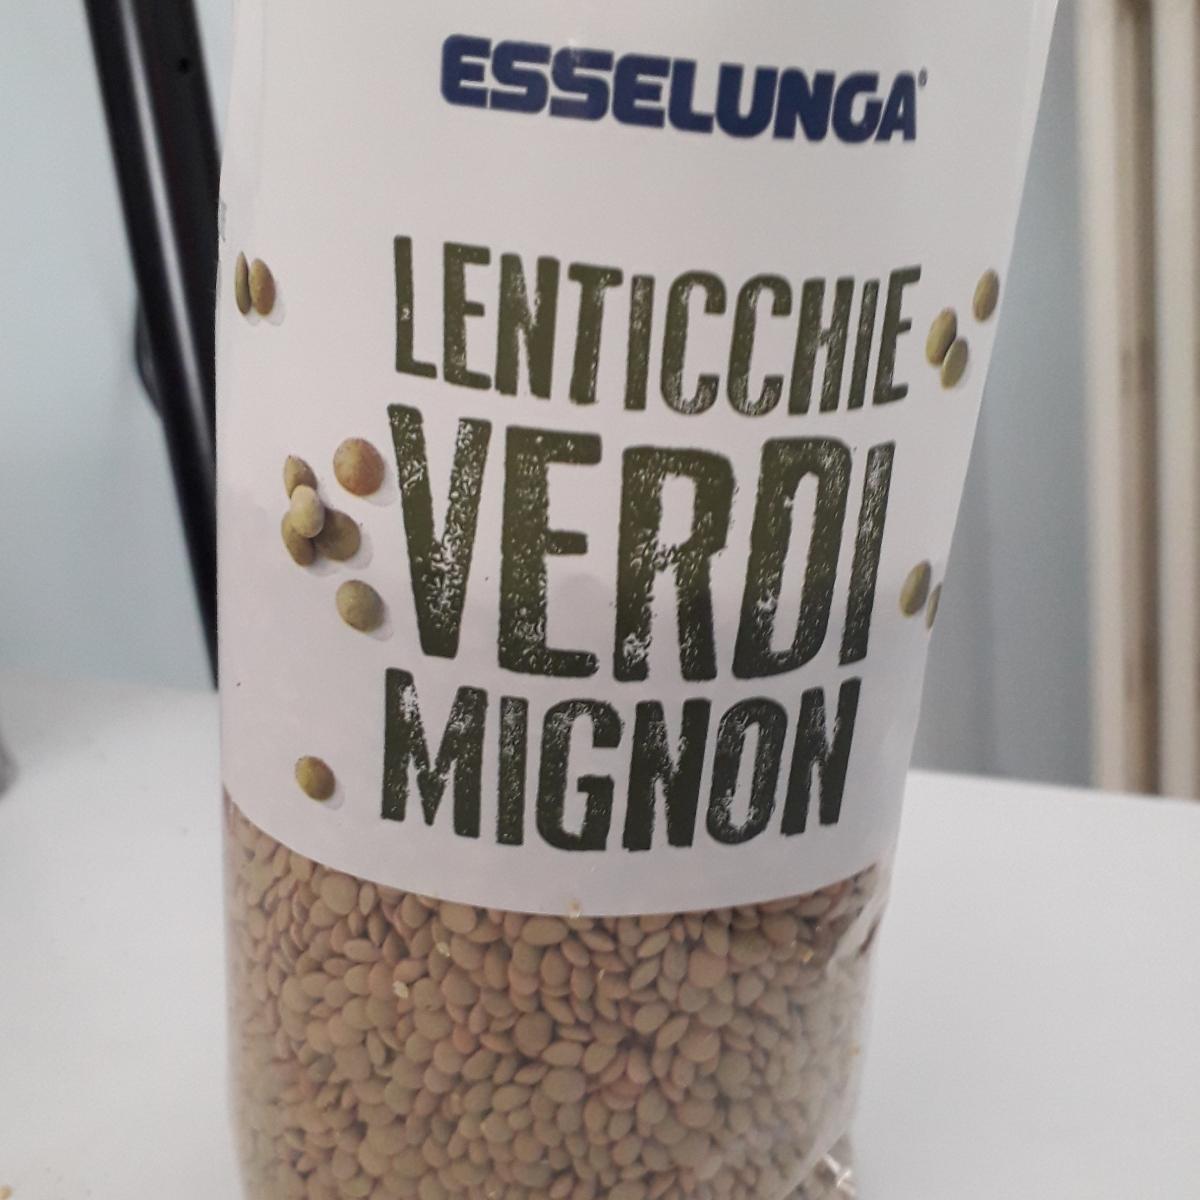 ESSELUNGA®
LENTICCHIE
VERDI
MIGNON